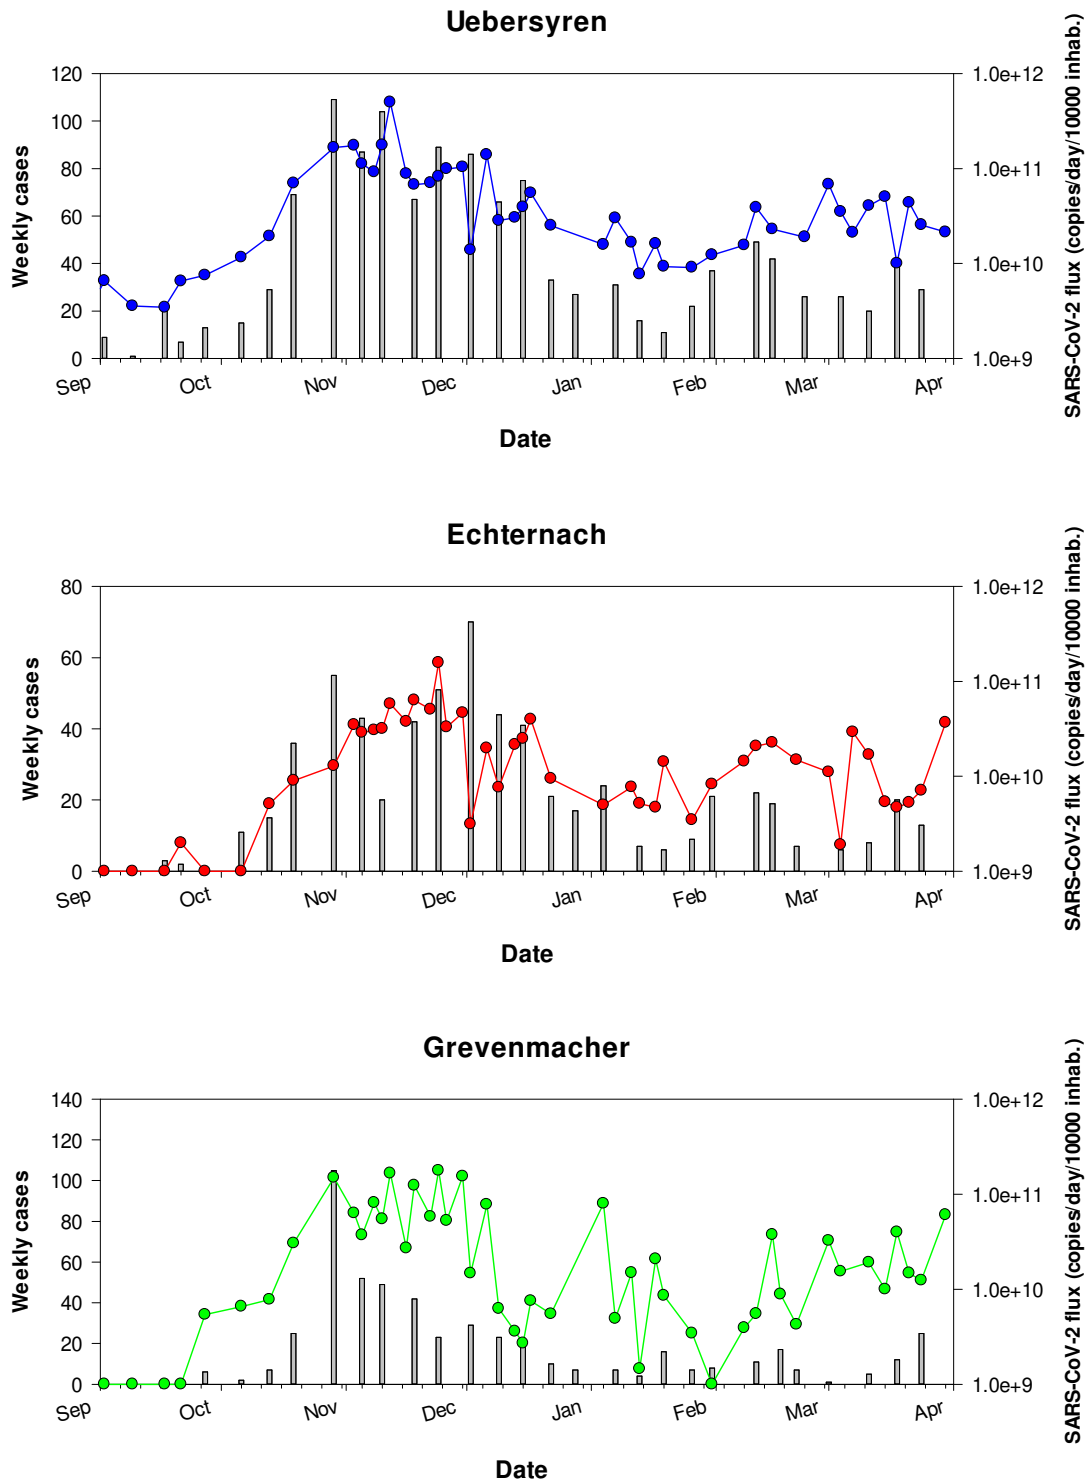 Uebersyren
Weekly cases
SARS-CoV-2 flux (copies/day/10000 inhab.)
120
100
80
60
40
20
0
1.0e+12
1.0e+11
1.0e+10
1.0e+9
Sep Oct Nov Dec Jan Feb Mar Apr
Date
Echternach
Weekly cases
SARS-CoV-2 flux (copies/day/10000 inhab.)
80
60
40
20
0
1.0e+12
1.0e+11
1.0e+10
1.0e+9
Sep Oct Nov Dec Jan Feb Mar Apr
Date
Grevenmacher
Weekly cases
SARS-CoV-2 flux (copies/day/10000 inhab.)
140
120
100
80
60
40
20
0
1.0e+12
1.0e+11
1.0e+10
1.0e+9
Sep Oct Nov Dec Jan Feb Mar Apr
Date